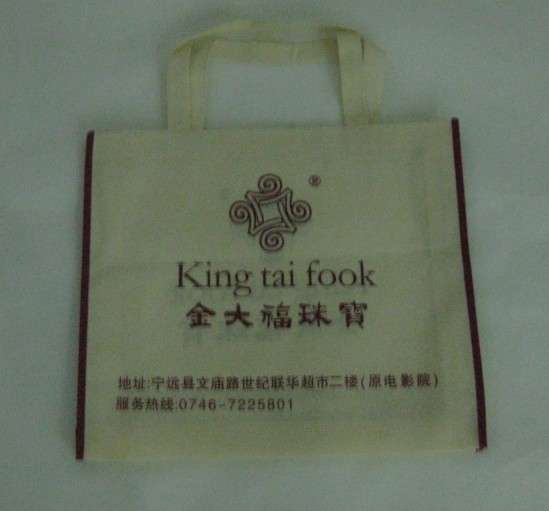 ®
King tai fook
金大福珠寶
地址:宁远县文庙路世纪联华超市二楼(原电影院)
服务热线:0746-7225801